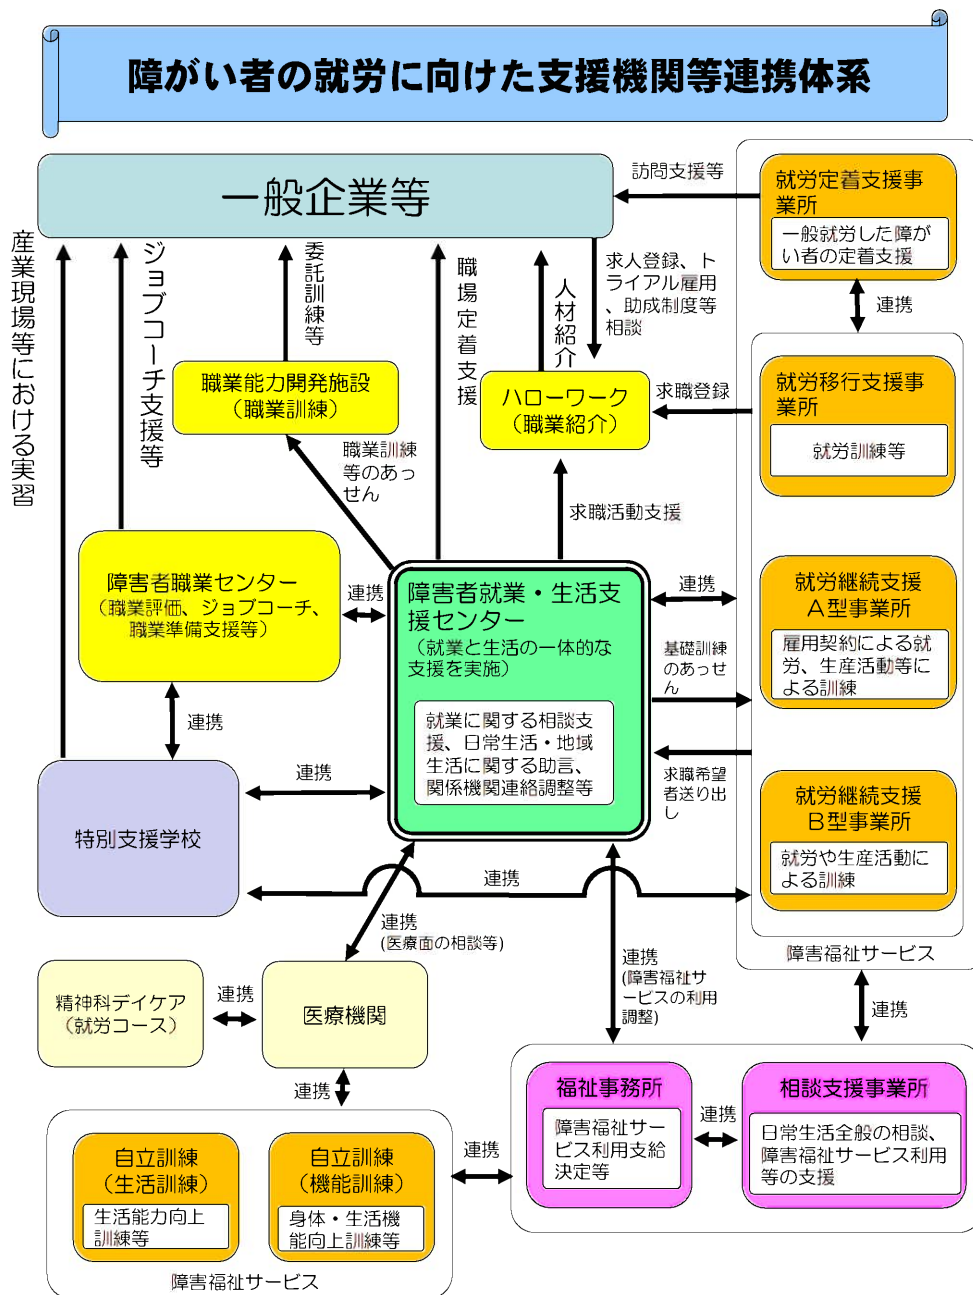 障がい者の就労に向けた支援機関等連携体系
一般企業等
訪問支援等
就労定着支援事
業所
一般就労した障が
い者の定着支援
連携
産業現場等における実習
ジョブコーチ支援等
委託訓練等
職場定着支援
人材紹介
求人登録、ト
ライアル雇用
、助成制度等
相談
職業能力開発施設
（職業訓練）
ハローワーク
（職業紹介）
求職登録
就労移行支援事
業所
就労訓練等
職業訓練
等のあっ
せん
求職活動支援
障害者職業センター
（職業評価、ジョブコーチ、
職業準備支援等）
連携
障害者就業・生活支
援センター
（就業と生活の一体的な
支援を実施）
就業に関する相談支
援、日常生活・地域
生活に関する助言、
関係機関連絡調整等
連携
就労継続支援
Ａ型事業所
雇用契約による就
労、生産活動等に
よる訓練
基礎訓練
のあっせ
ん
連携
連携
求職希望
者送り出
し
特別支援学校
就労継続支援
Ｂ型事業所
就労や生産活動に
よる訓練
連携
連携
(医療面の相談等)
障害福祉サービス
連携
(障害福祉サ
ービスの利用
調整)
精神科デイケア
（就労コース）
連携
医療機関
連携
連携
福祉事務所
障害福祉サー
ビス利用支給
決定等
連携
相談支援事業所
日常生活全般の相談、
障害福祉サービス利用
等の支援
自立訓練
（生活訓練）
生活能力向上
訓練等
自立訓練
（機能訓練）
身体・生活機
能向上訓練等
連携
障害福祉サービス